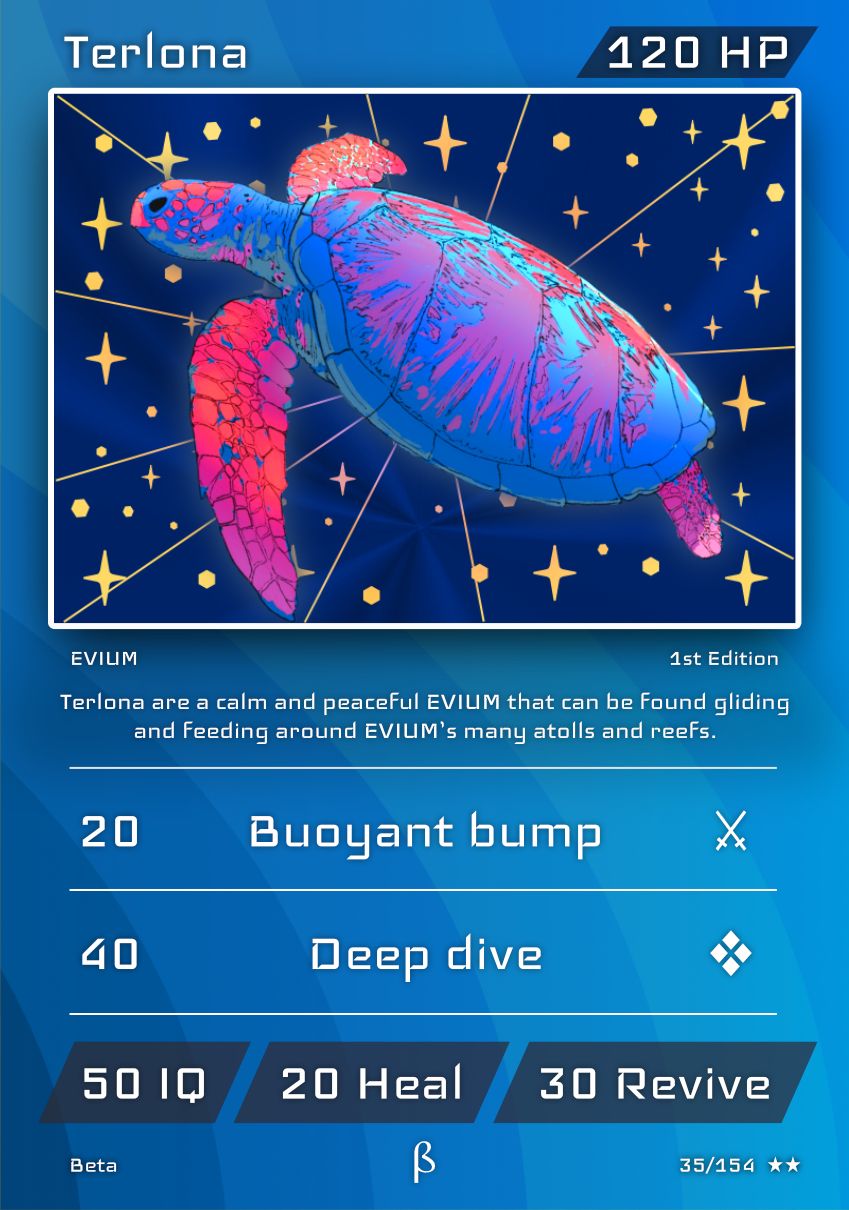 Terlona
120 HP
EVIUM
1st Edition
Terlona are a calm and peaceful EVIUM that can be found gliding
and feeding around EVIUM's many atolls and reefs.
20 Buoyant bump
40 Deep dive
50 IQ 20 Heal 30 Revive
Beta β 35/154 ★★